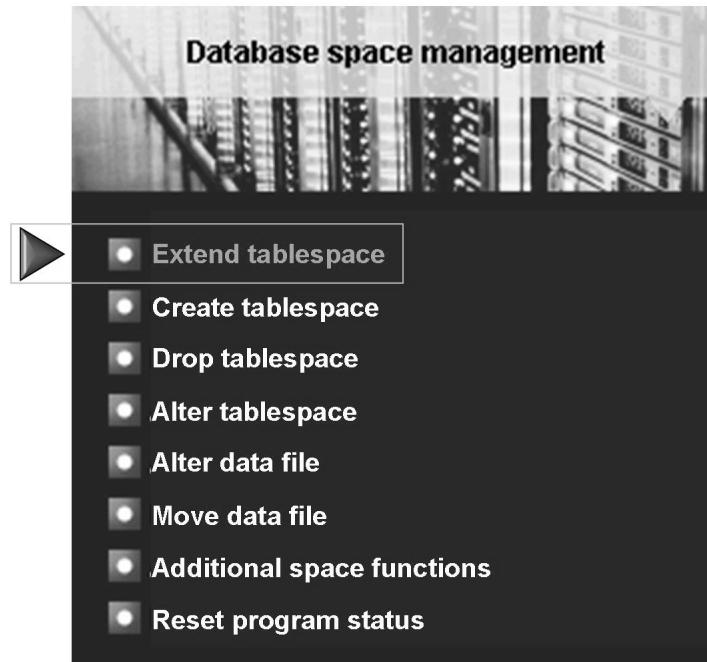 Database space management
Extend tablespace
Create tablespace
Drop tablespace
Alter tablespace
Alter data file
Move data file
Additional space functions
Reset program status